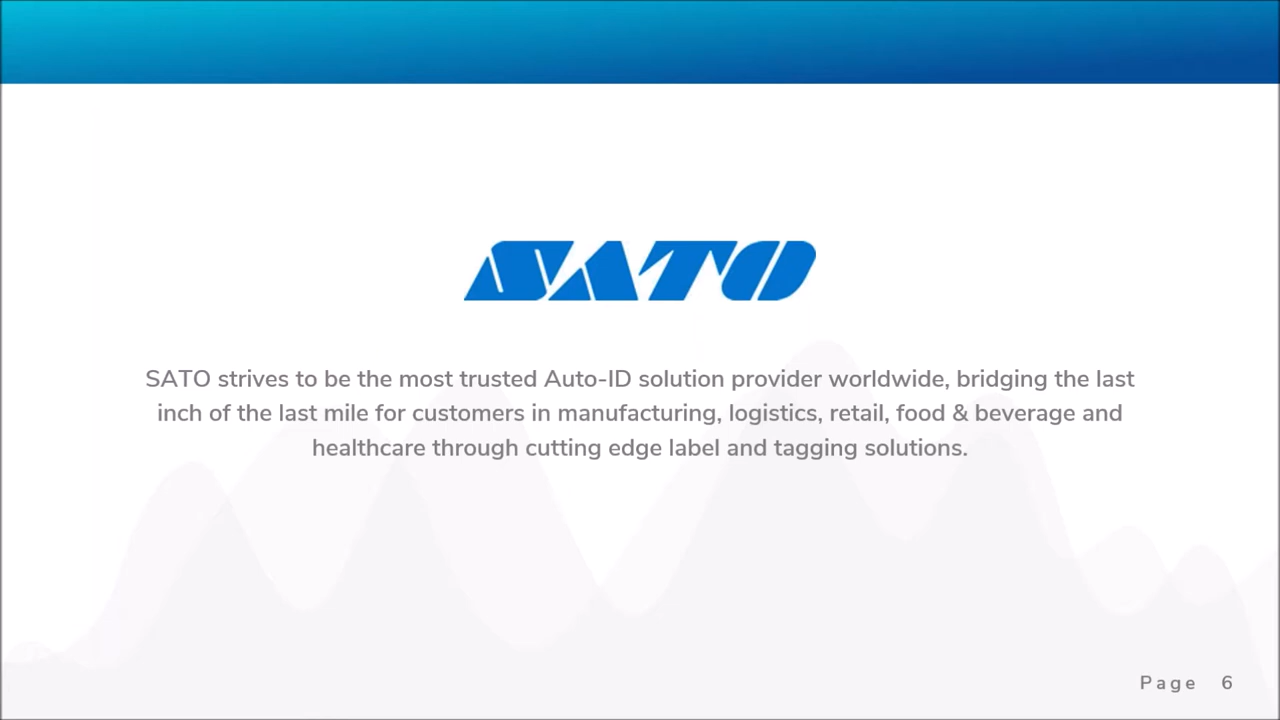 SATO
SATO strives to be the most trusted Auto-ID solution provider worldwide, bridging the last
inch of the last mile for customers in manufacturing, logistics, retail, food & beverage and
healthcare through cutting edge label and tagging solutions.
Page 6